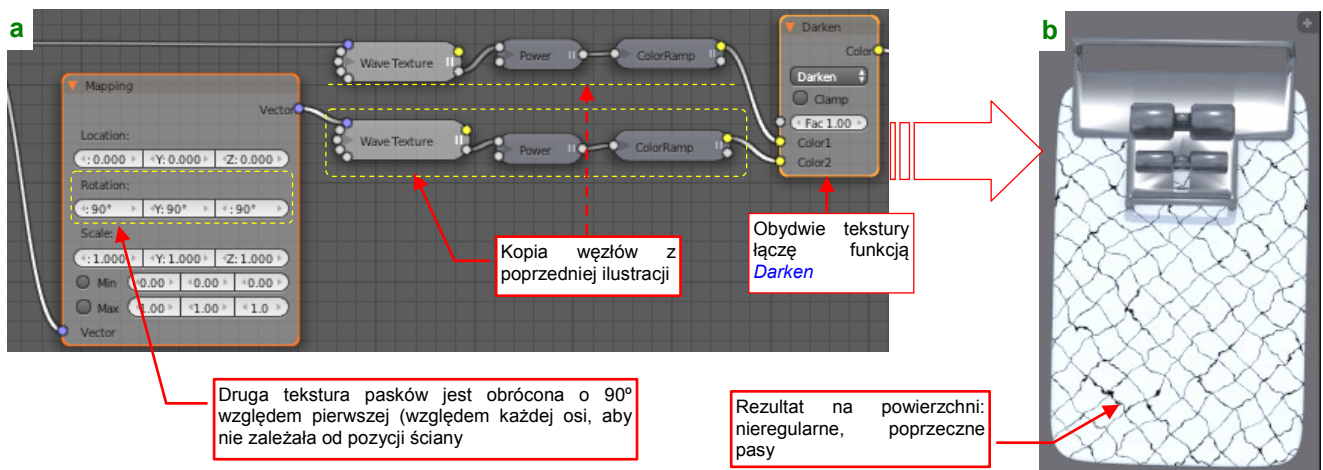 a
Mapping
Vector
Location:
: 0.000
Y: 0.000
Z: 0.000
Rotation:
: 90°
Y: 90°
: 90°
Scale:
: 1.000
Y: 1.000
Z: 1.000
Min
0.00
0.00
0.00
Max
1.00
1.00
1.0
Vector
Wave Texture
Power
ColorRamp
Wave Texture
Power
ColorRamp
Darken
Color
Darken
Clamp
Fac 1.00
Color1
Color2
Kopia węzłów z
poprzedniej ilustracji
Obydwie tekstury
łączę funkcją
Darken
Druga tekstura pasków jest obrócona o 90º
względem pierwszej (względem każdej osi, aby
nie zależała od pozycji ściany
b
Rezultat na powierzchni:
nieregularne, poprzeczne
pasy